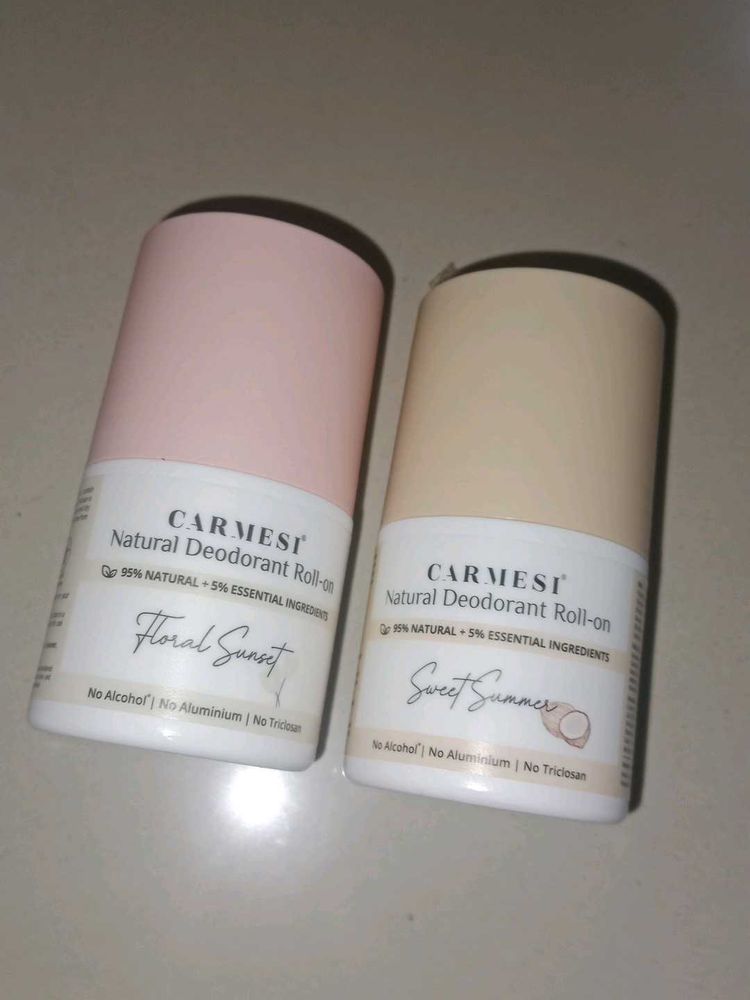 CARMESI®
Natural Deodorant Roll-on
95% NATURAL + 5% ESSENTIAL INGREDIENTS
Floral Sunset
No Alcohol* | No Aluminium | No Triclosan
CARMESI®
Natural Deodorant Roll-on
95% NATURAL + 5% ESSENTIAL INGREDIENTS
Sweet Summer
No Alcohol* | No Aluminium | No Triclosan